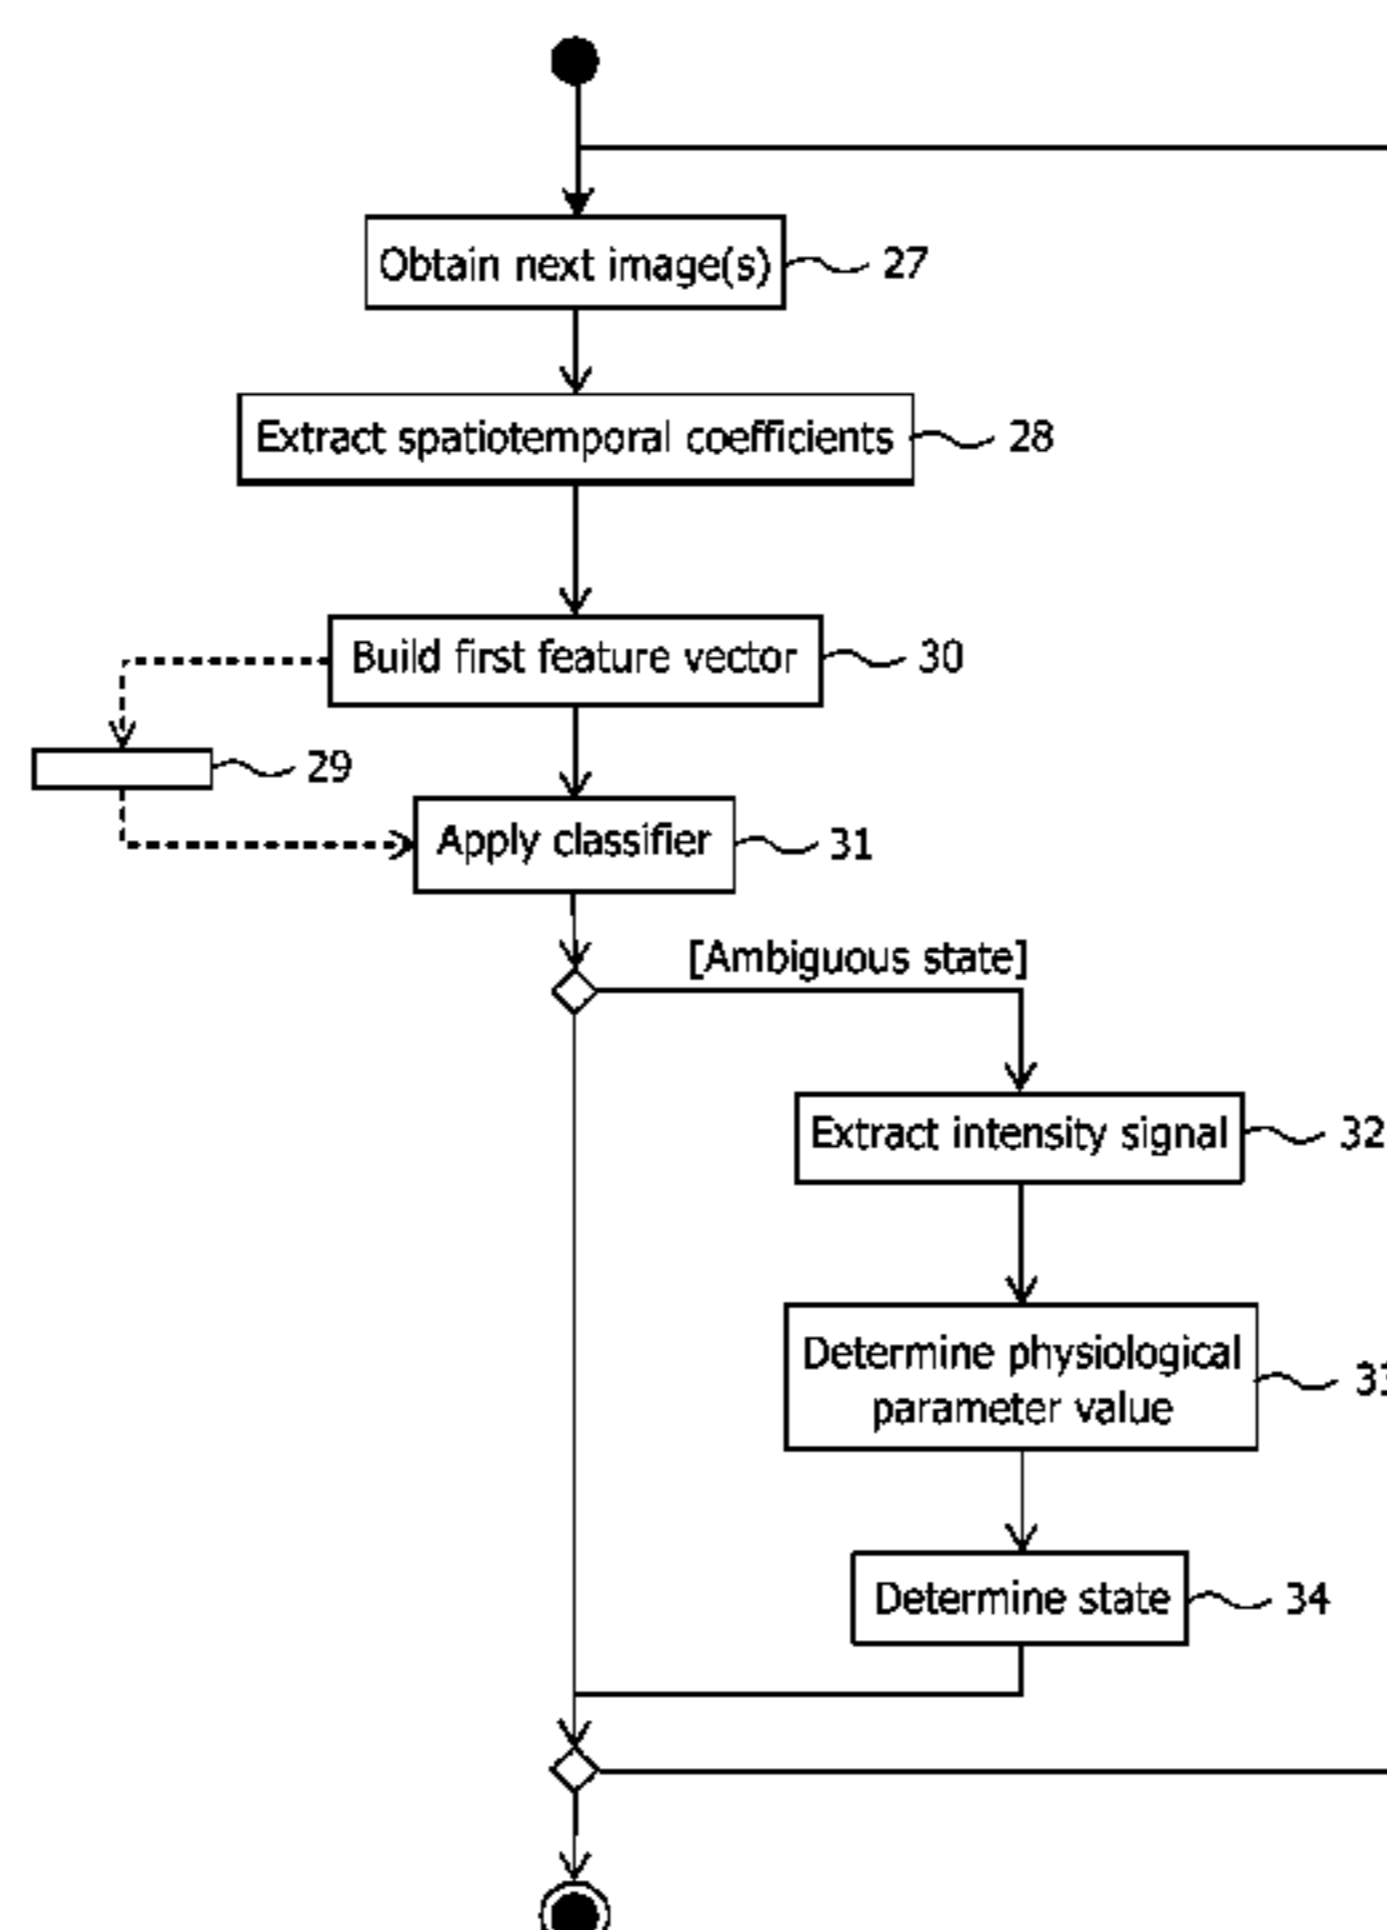 Obtain next image(s) 27
Extract spatiotemporal coefficients 28
Build first feature vector 30
29
Apply classifier 31
[Ambiguous state]
Extract intensity signal 32
Determine physiological
parameter value
Determine state 34